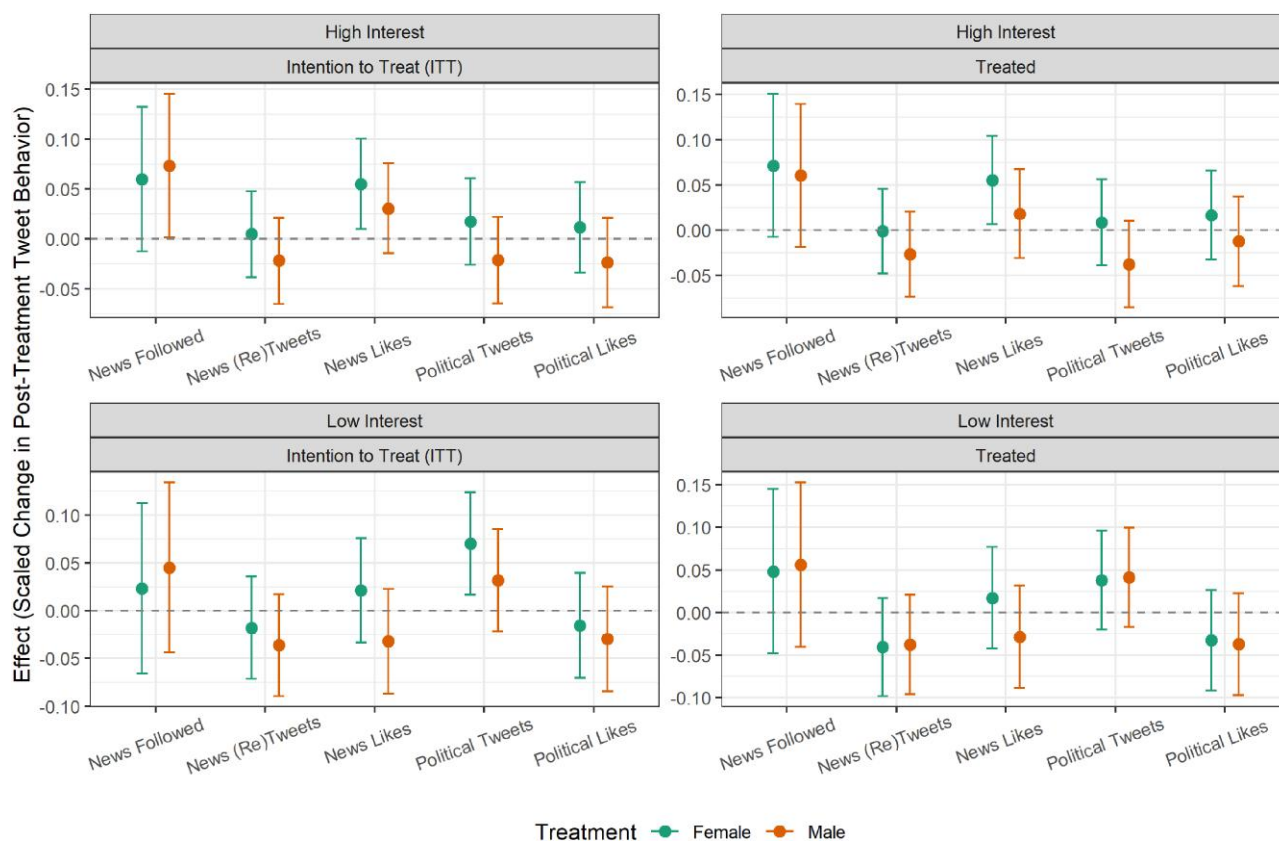 Effect (Scaled Change in Post-Treatment Tweet Behavior)
High Interest
Intention to Treat (ITT)
0.15
0.10
0.05
0.00
-0.05
News Followed
News (Re)Tweets
News Likes
Political Tweets
Political Likes
High Interest
Treated
0.15
0.10
0.05
0.00
-0.05
News Followed
News (Re)Tweets
News Likes
Political Tweets
Political Likes
Low Interest
Intention to Treat (ITT)
0.10
0.05
0.00
-0.05
-0.10
News Followed
News (Re)Tweets
News Likes
Political Tweets
Political Likes
Low Interest
Treated
0.15
0.10
0.05
0.00
-0.05
-0.10
News Followed
News (Re)Tweets
News Likes
Political Tweets
Political Likes
Treatment Female Male